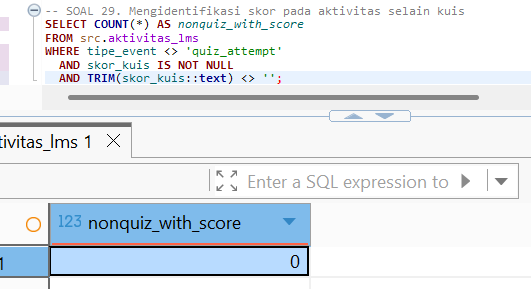 -- SOAL 29. Mengidentifikasi skor pada aktivitas selain kuis
SELECT COUNT(*) AS nonquiz_with_score
FROM src.aktivitas_lms
WHERE tipe_event <> 'quiz_attempt'
AND skor_kuis IS NOT NULL
AND TRIM(skor_kuis::text) <> '';
tivitas_lms 1
Enter a SQL expression to
123 nonquiz_with_score
1 0